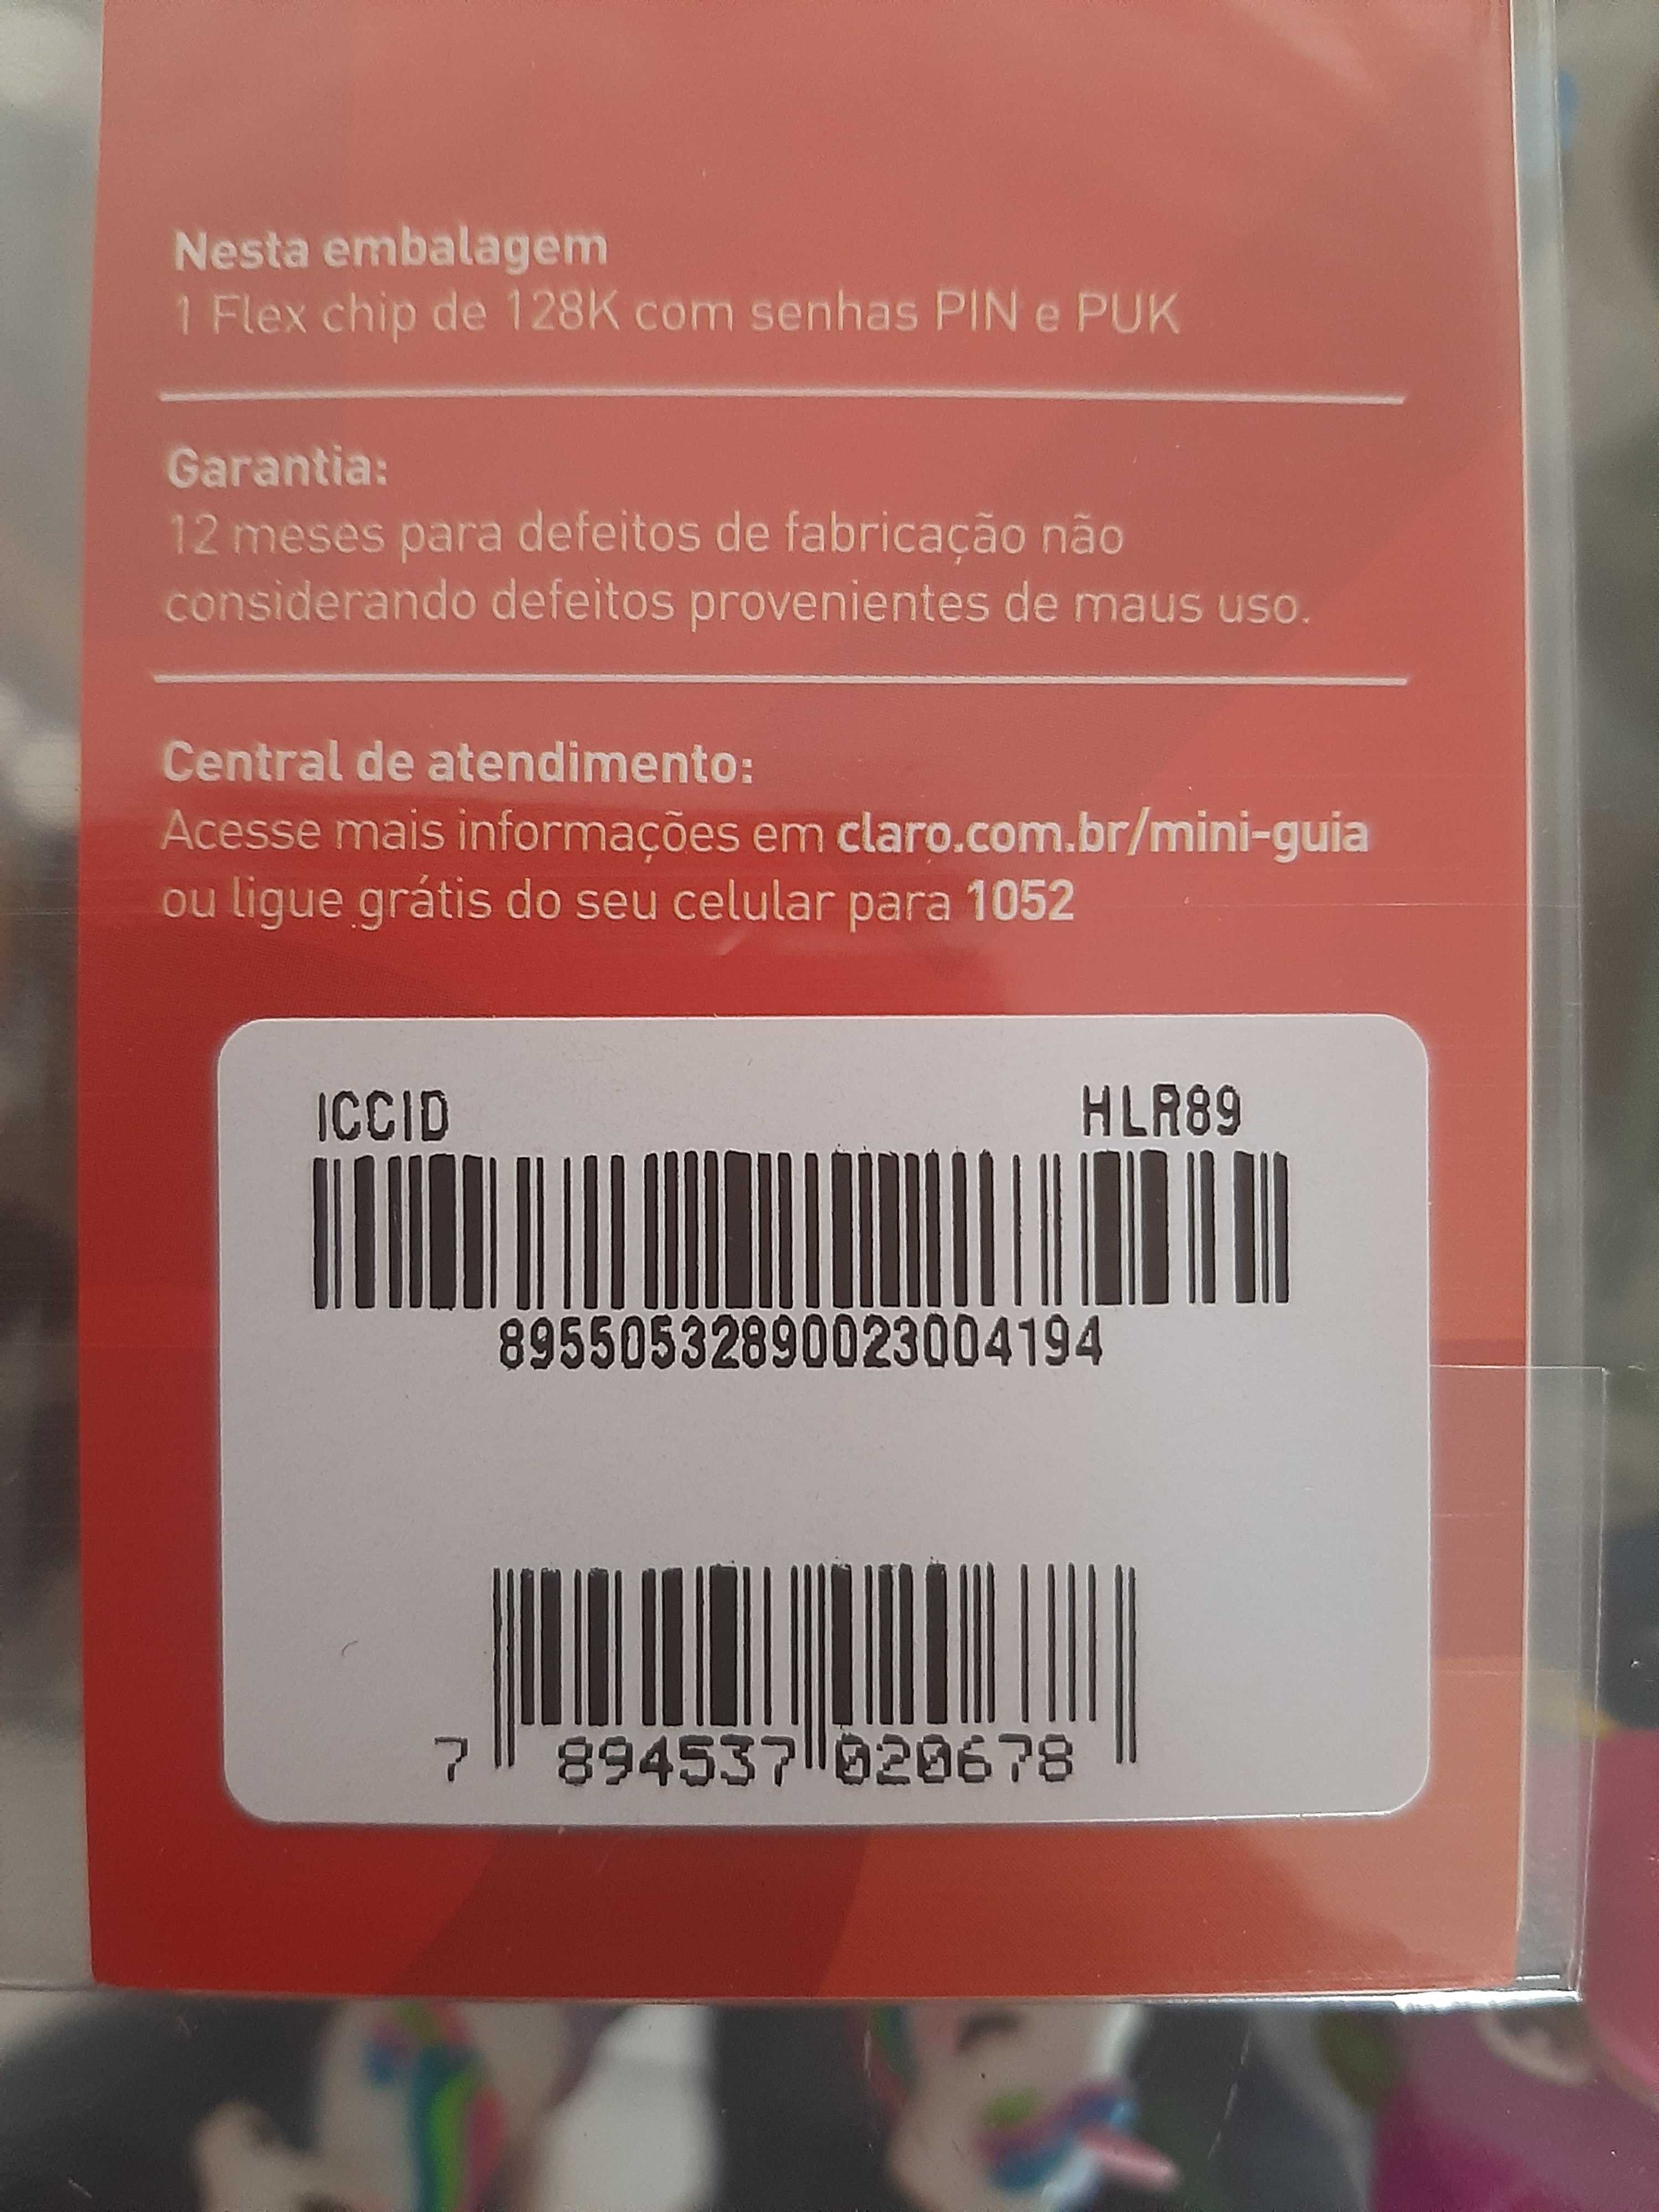 Nesta embalagem
1 Flex chip de 128K com senhas PIN e PUK
Garantia:
12 meses para defeitos de fabricação não
considerando defeitos provenientes de maus uso.
Central de atendimento:
Acesse mais informações em claro.com.br/mini-guia
ou ligue grátis do seu celular para 1052
ICCID HLR89
89550532890023004194
7 894537 020678